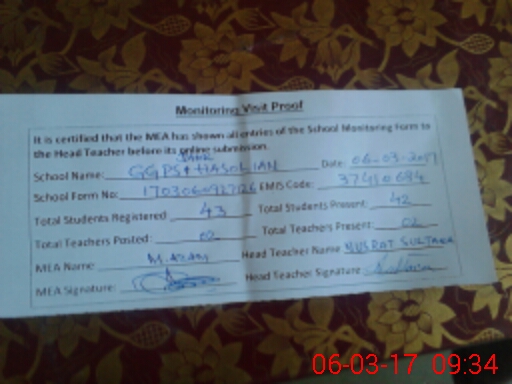 Monitoring Visit Proof
It is certified that the MEA has shown all entries of the School Monitoring Form to
the Head Teacher before its online submission.
School Name: GGPS Date: 06-03-2017
School Form No: EMIS Code:
Total Students Registered: 43 Total Students Present: 42
Total Teachers Posted: 02 Total Teachers Present: 02
MEA Name: M. AZAM Head Teacher Name NUSRAT SULTANA
MEA Signature: Head Teacher Signature:
06-03-17 09:34